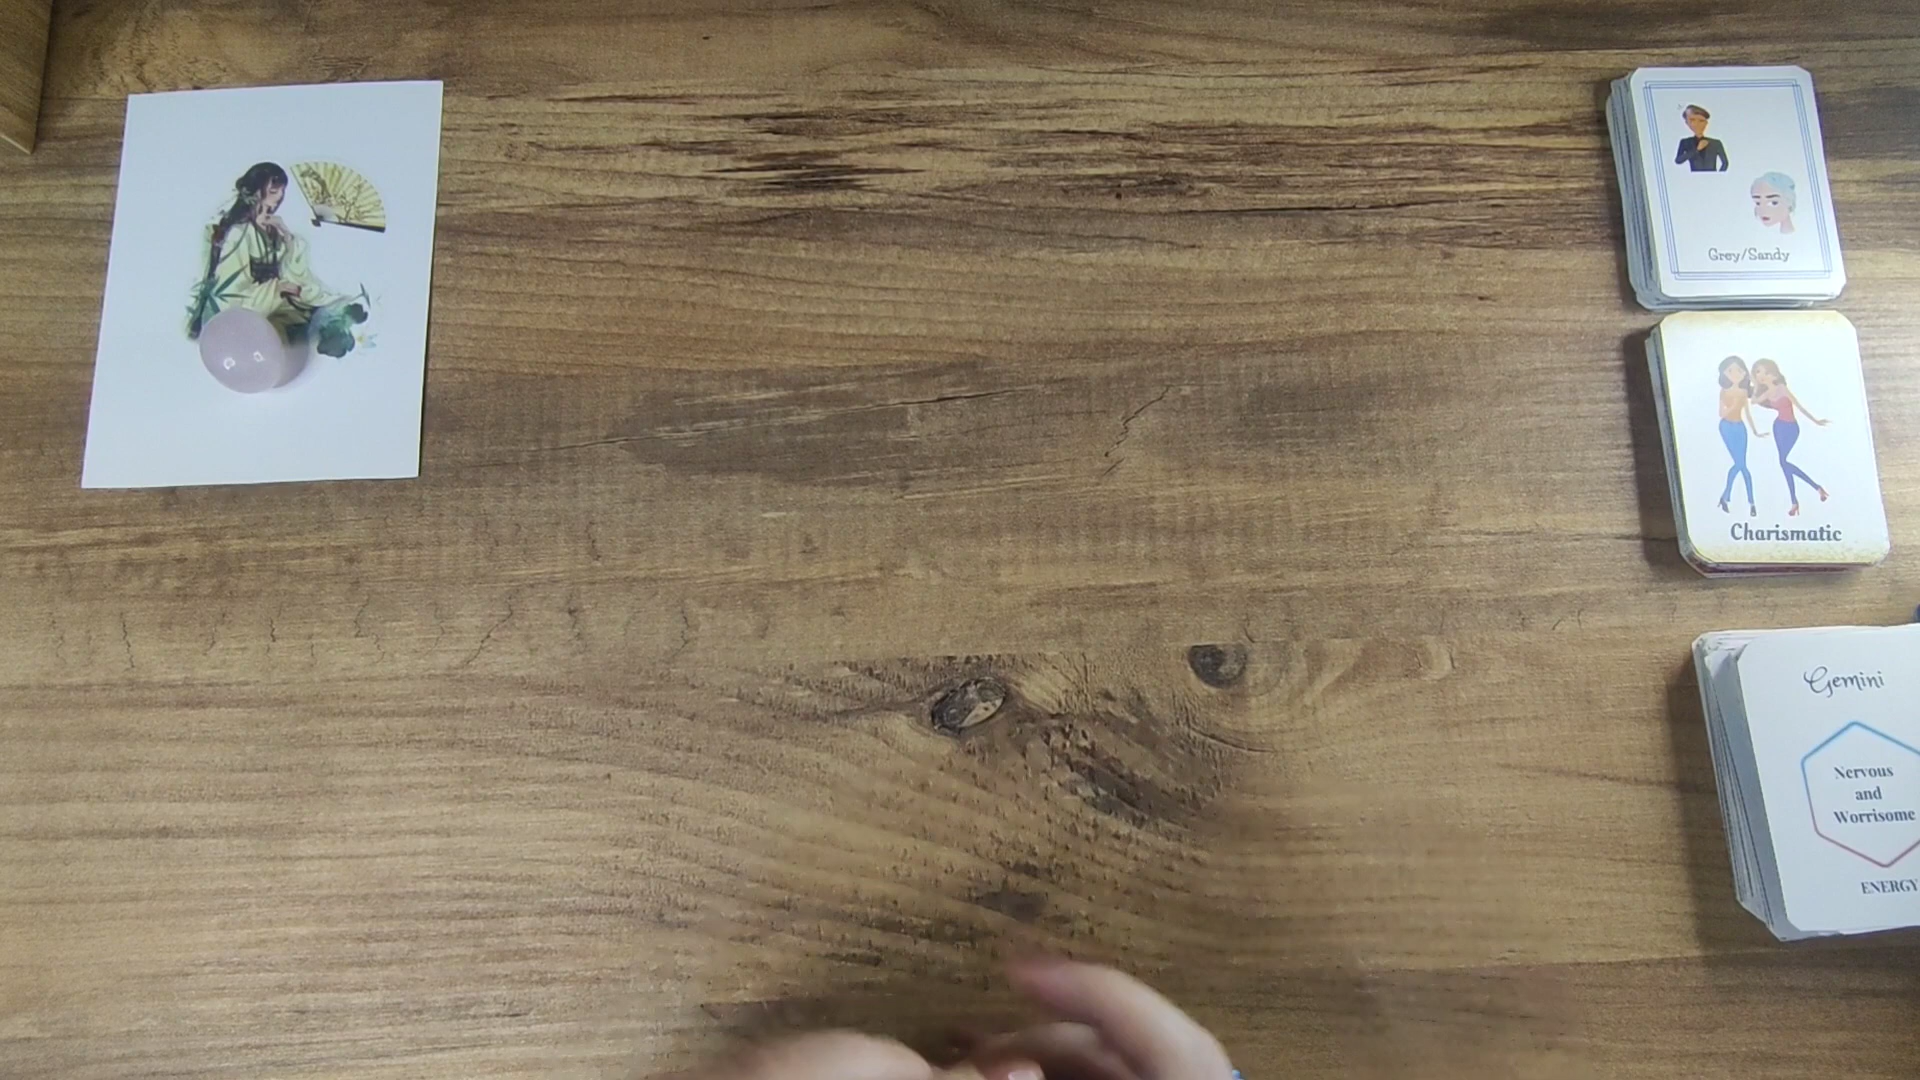 Grey/Sandy
Charismatic
Gemini
Nervous
and
Worrisome
ENERGY